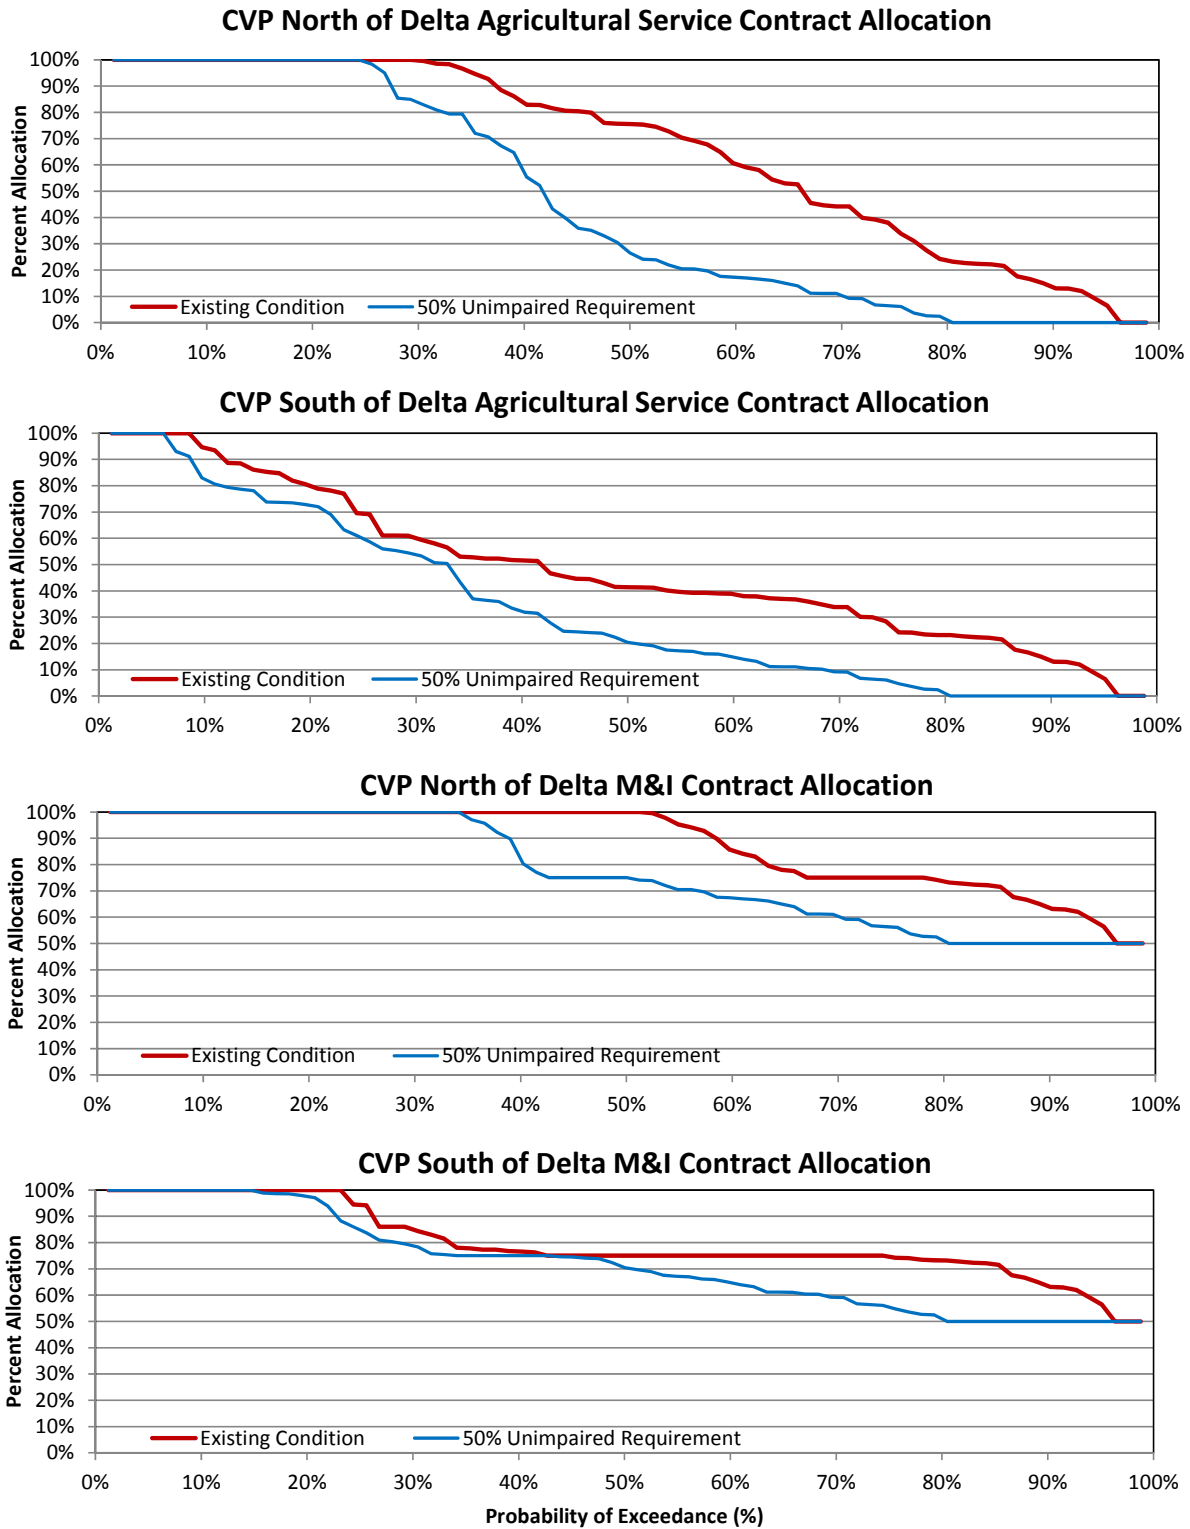 CVP North of Delta Agricultural Service Contract Allocation
Percent Allocation
100%
90%
80%
70%
60%
50%
40%
30%
20%
10%
0%
Existing Condition 50% Unimpaired Requirement
0% 10% 20% 30% 40% 50% 60% 70% 80% 90% 100%
CVP South of Delta Agricultural Service Contract Allocation
Percent Allocation
100%
90%
80%
70%
60%
50%
40%
30%
20%
10%
0%
Existing Condition 50% Unimpaired Requirement
0% 10% 20% 30% 40% 50% 60% 70% 80% 90% 100%
CVP North of Delta M&I Contract Allocation
Percent Allocation
100%
90%
80%
70%
60%
50%
40%
30%
20%
10%
0%
Existing Condition 50% Unimpaired Requirement
0% 10% 20% 30% 40% 50% 60% 70% 80% 90% 100%
CVP South of Delta M&I Contract Allocation
Percent Allocation
100%
90%
80%
70%
60%
50%
40%
30%
20%
10%
0%
Existing Condition 50% Unimpaired Requirement
0% 10% 20% 30% 40% 50% 60% 70% 80% 90% 100%
Probability of Exceedance (%)